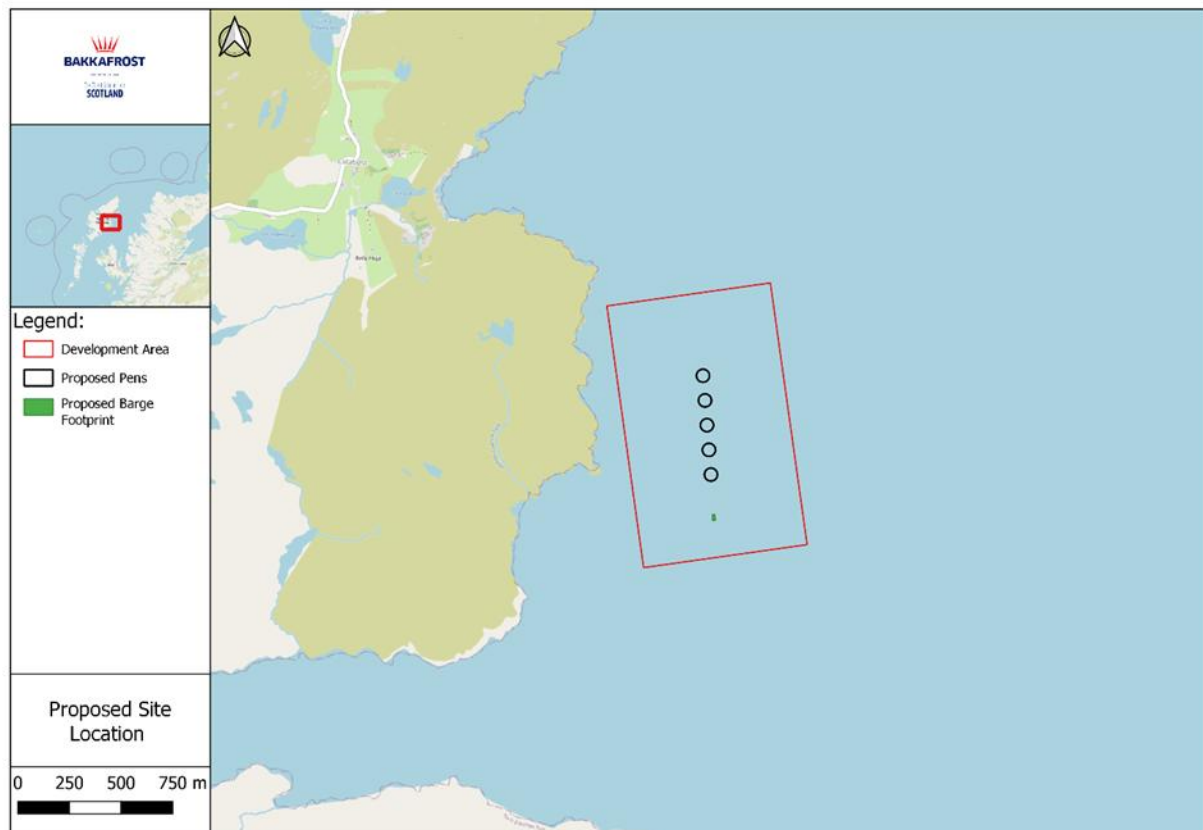 BAKKAFROST
SCOTLAND
Legend:
Development Area
Proposed Pens
Proposed Barge
Footprint
Proposed Site
Location
0 250 500 750 m